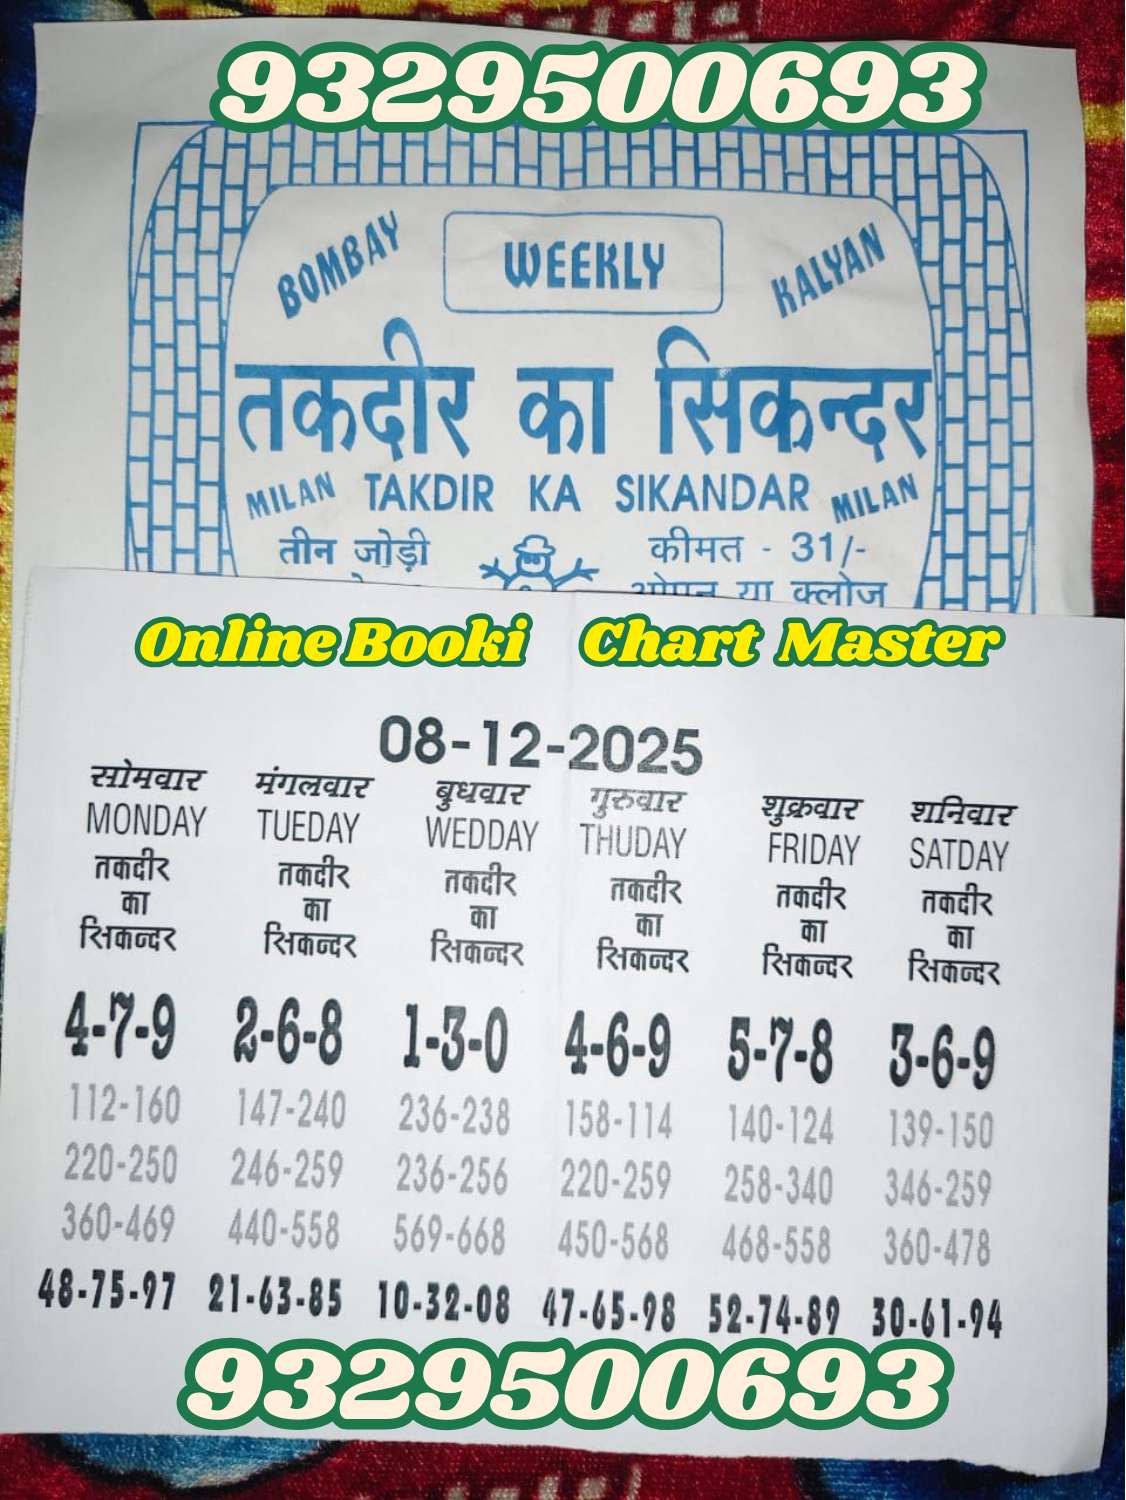 9329500693
BOMBAY WEEKLY KALYAN
तकदीर का सिकन्दर
MILAN TAKDIR KA SIKANDAR MILAN
तीन जोड़ी कीमत - 31/-
ओपन या क्लोज
Online Booki Chart Master
08-12-2025
सोमवार मंगलवार बुधवार गुरुवार शुक्रवार शनिवार
MONDAY TUEDAY WEDDAY THUDAY FRIDAY SATDAY
तकदीर तकदीर तकदीर तकदीर तकदीर तकदीर
का का का का का का
सिकन्दर सिकन्दर सिकन्दर सिकन्दर सिकन्दर सिकन्दर
4-7-9 2-6-8 1-3-0 4-6-9 5-7-8 3-6-9
112-160 147-240 236-238 158-114 140-124 139-150
220-250 246-259 236-256 220-259 258-340 346-259
360-469 440-558 569-668 450-568 468-558 360-478
48-75-97 21-63-85 10-32-08 47-65-98 52-74-89 30-61-94
9329500693